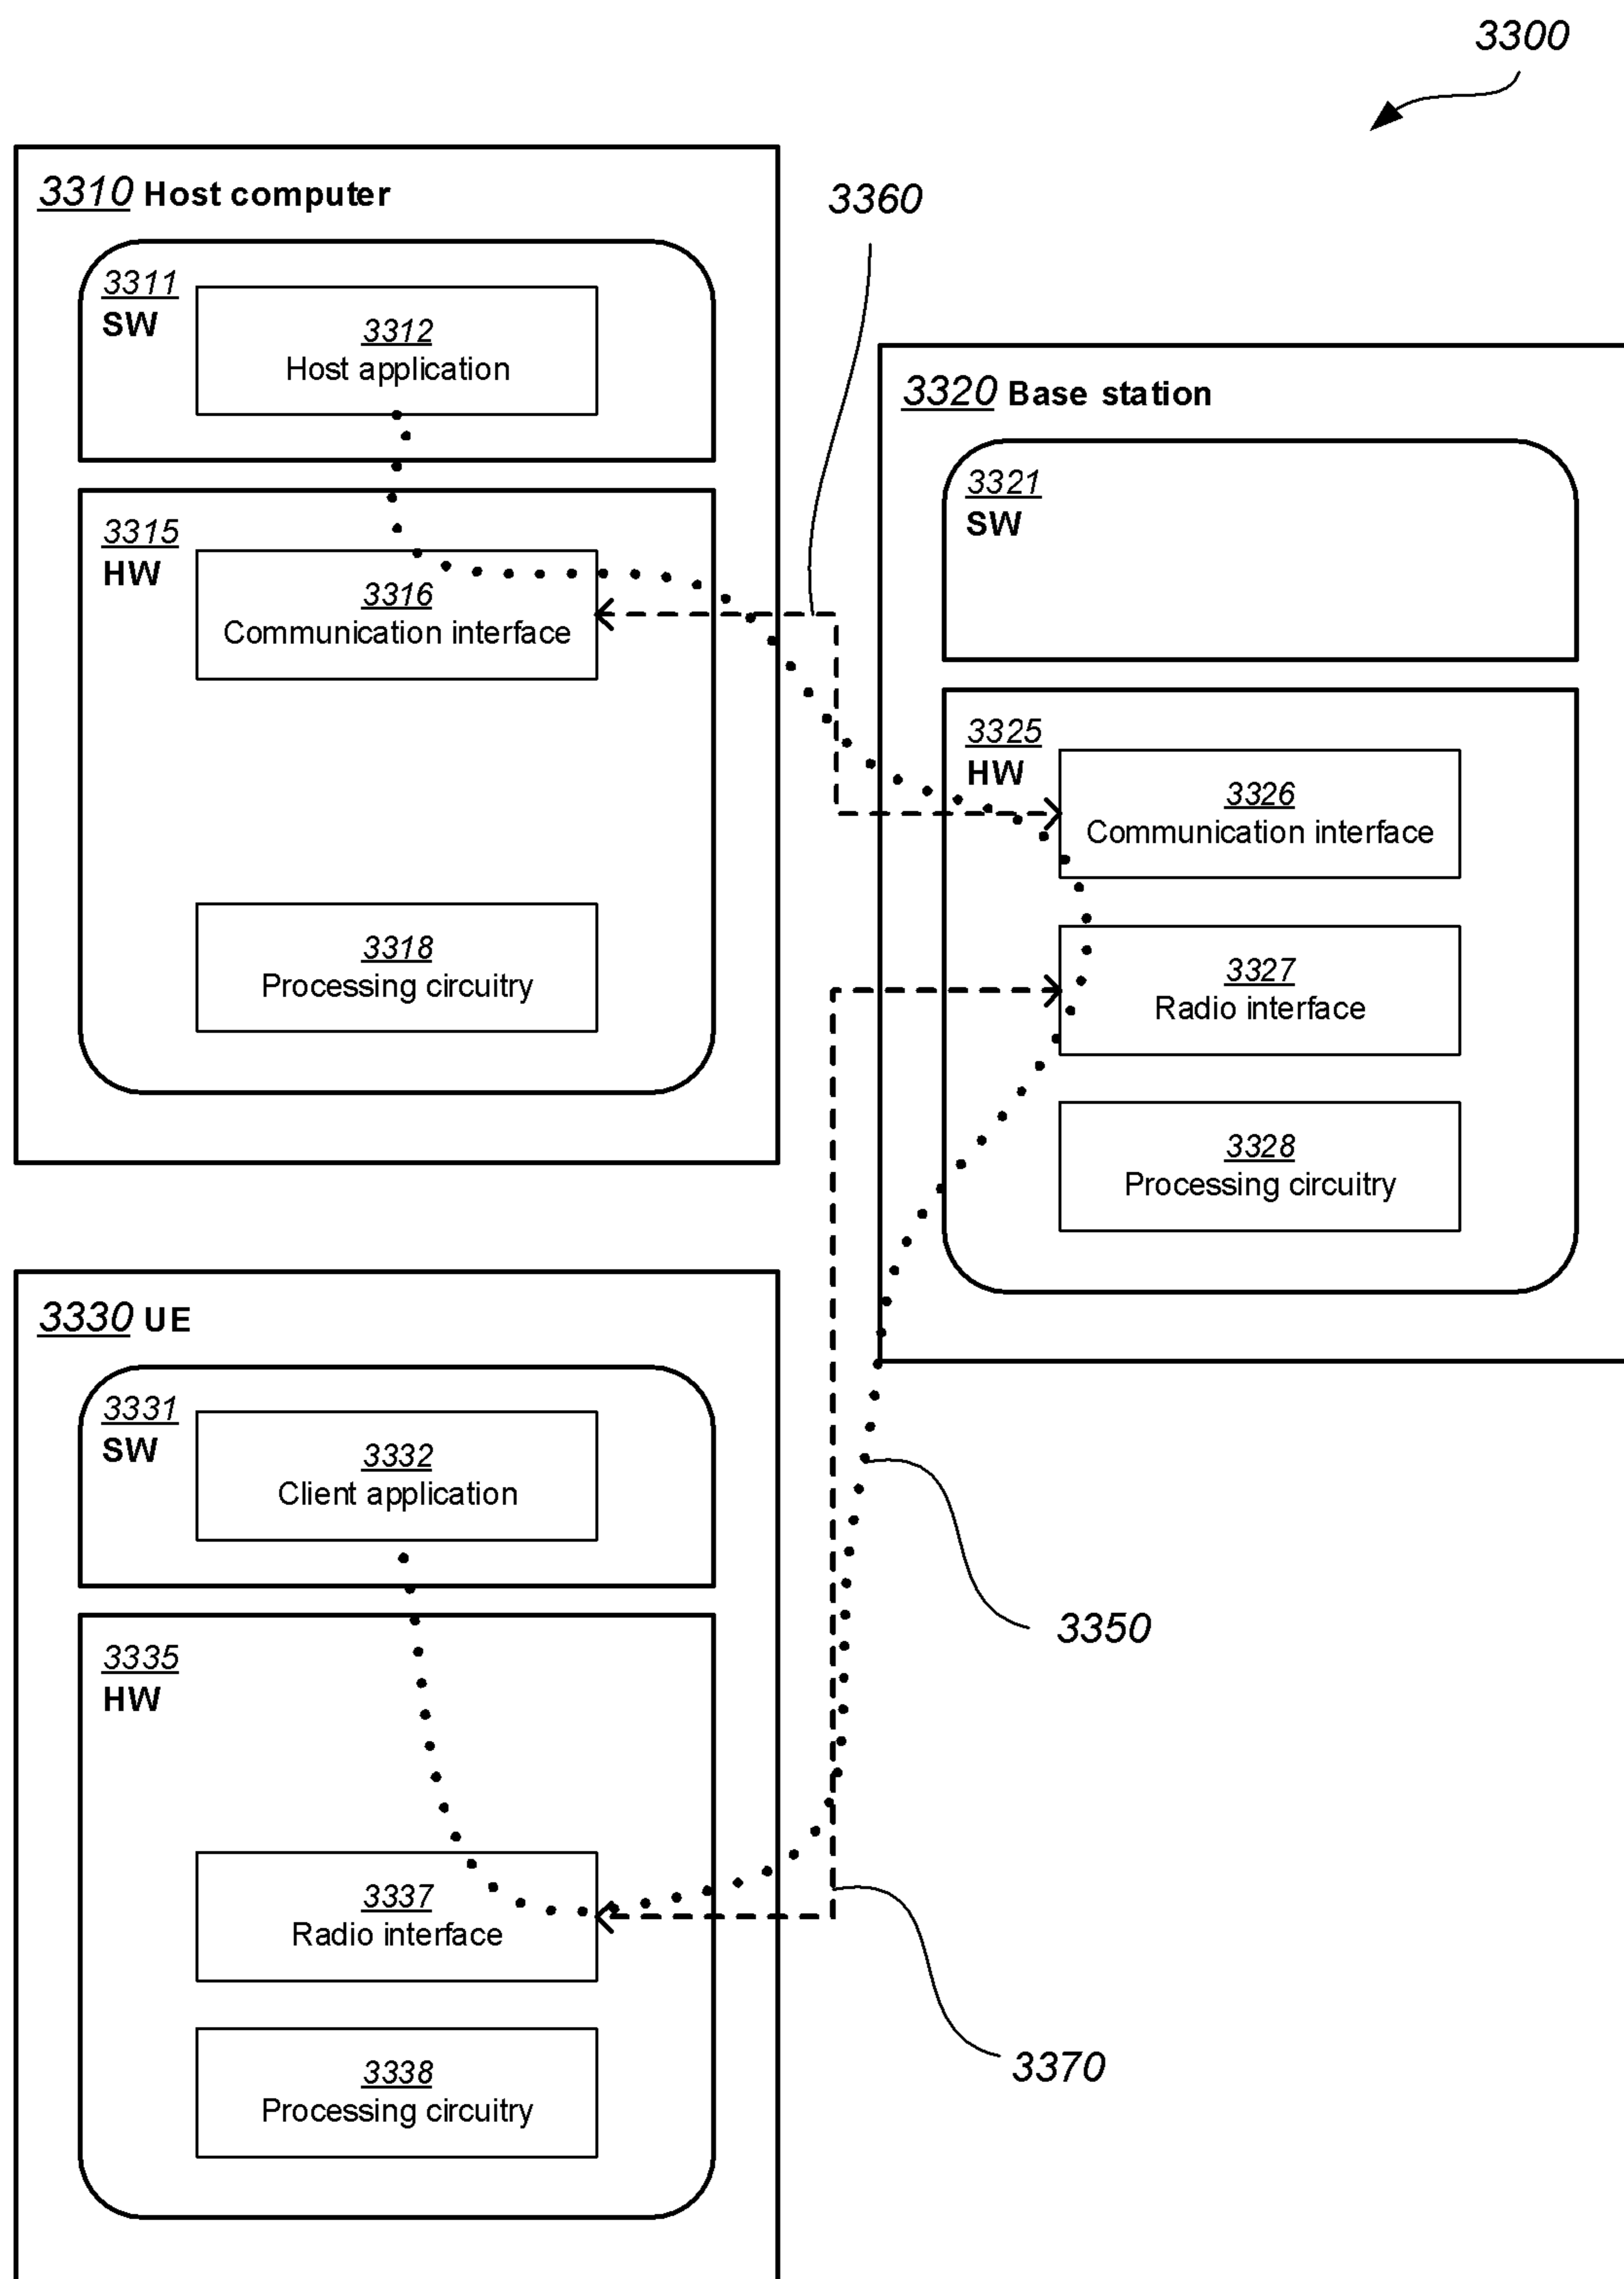 3300
3310 Host computer
3311
SW
3312
Host application
3315
HW
3316
Communication interface
3318
Processing circuitry
3360
3320 Base station
3321
SW
3325
HW
3326
Communication interface
3327
Radio interface
3328
Processing circuitry
3330 UE
3331
SW
3332
Client application
3335
HW
3337
Radio interface
3338
Processing circuitry
3350
3370